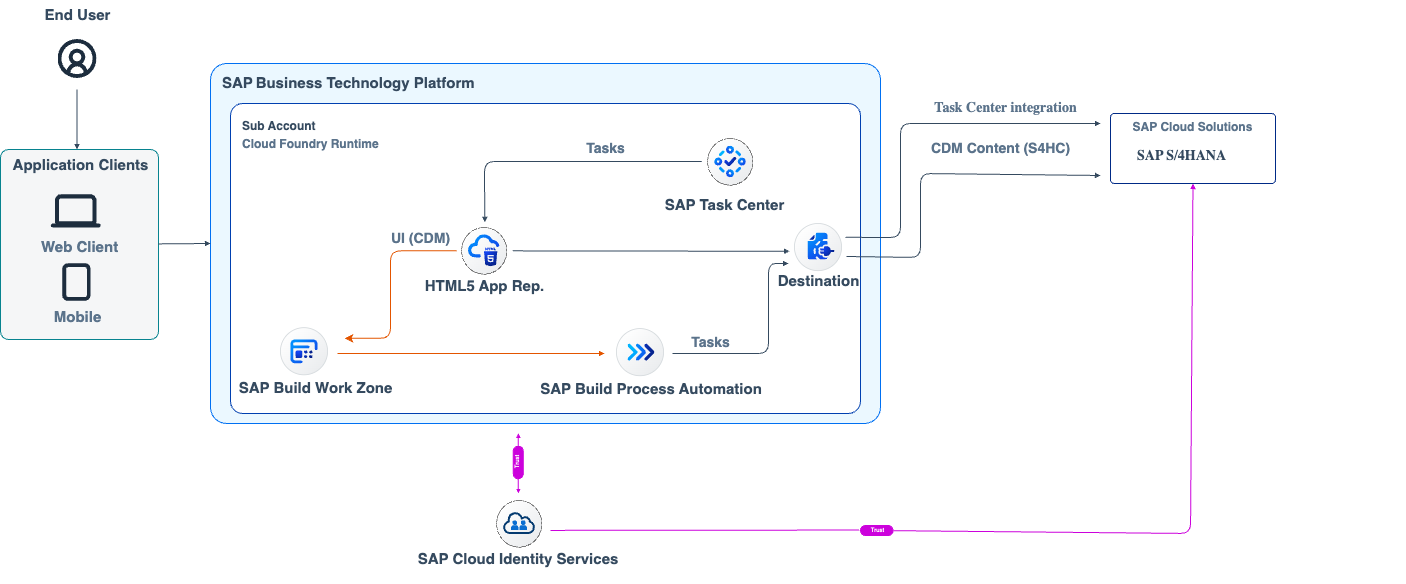 End User
SAP Business Technology Platform
Task Center integration
SAP Cloud Solutions
Sub Account
Cloud Foundry Runtime
Tasks
CDM Content (S4HC)
SAP S/4HANA
Application Clients
SAP Task Center
Web Client
UI (CDM)
HTML
5
HTML5 App Rep.
Destination
Mobile
Tasks
SAP Build Work Zone
SAP Build Process Automation
Trust
Trust
SAP Cloud Identity Services